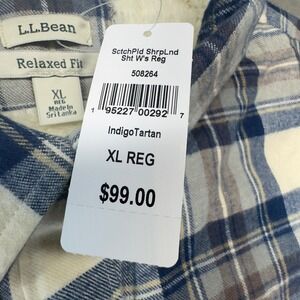 L.L.Bean
Relaxed Fit
XL
REG
Made in
Sri Lanka
SctchPld ShrpLnd
Sht W's Reg
508264
1 95227 00292 7
IndigoTartan
XL REG
$99.00